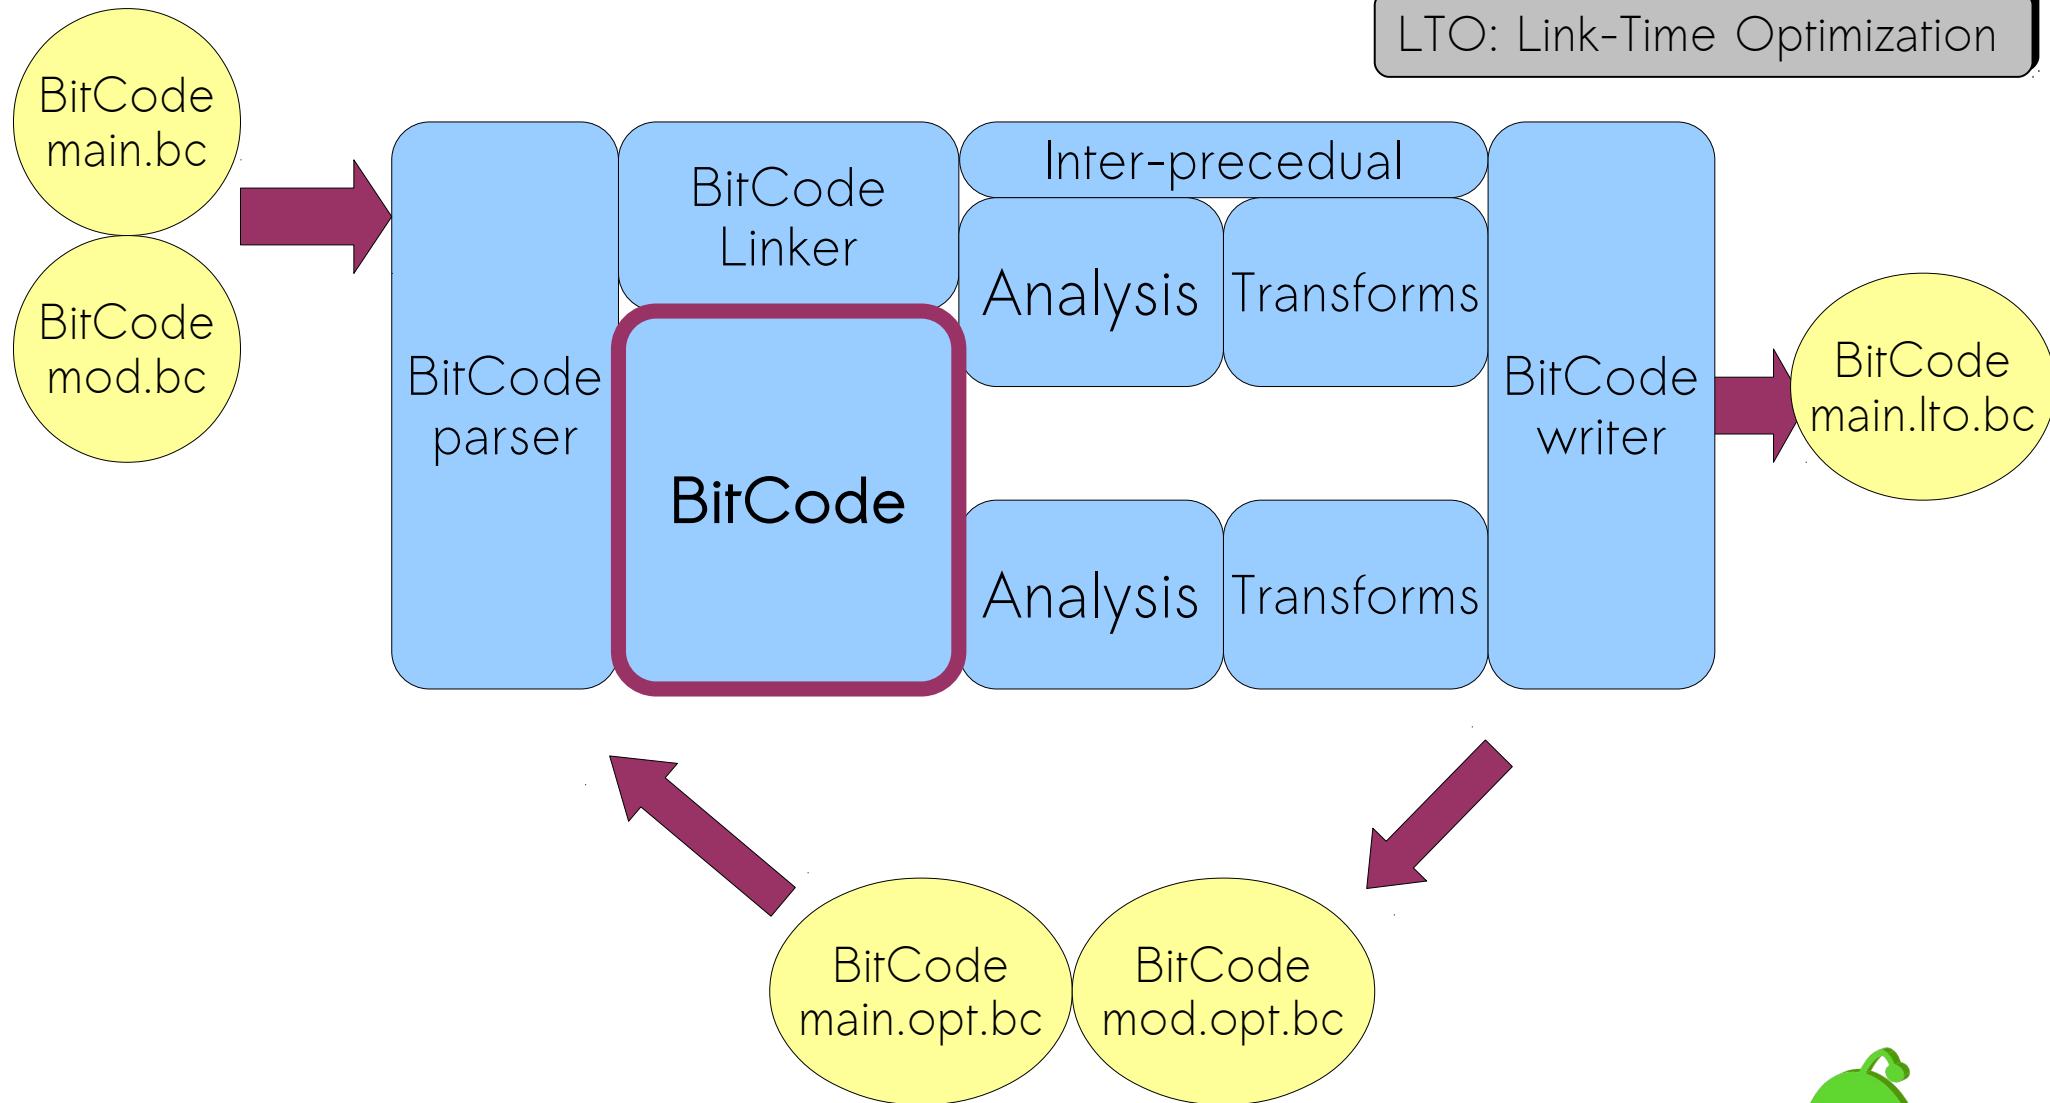 LTO: Link-Time Optimization
BitCode
main.bc
BitCode
mod.bc
BitCode
parser
BitCode
Linker
BitCode
Inter-precedual
Analysis
Transforms
Analysis
Transforms
BitCode
writer
BitCode
main.lto.bc
BitCode
main.opt.bc
BitCode
mod.opt.bc